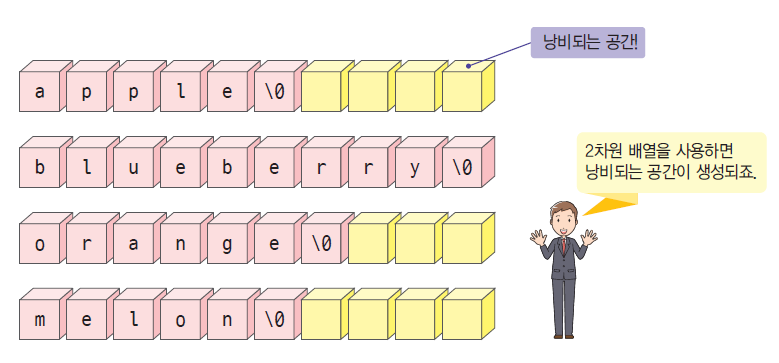 낭비되는 공간!
a p p l e \0
b l u e b e r r y \0
2차원 배열을 사용하면
낭비되는 공간이 생성되죠.
o r a n g e \0
m e l o n \0